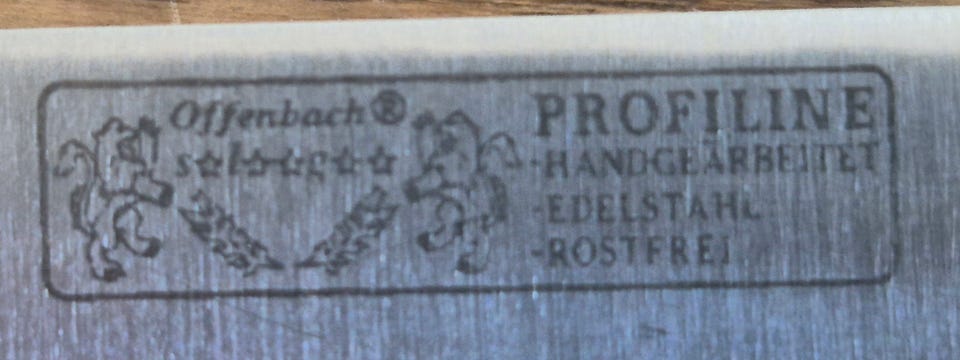 Offenbach®
PROFILINE
-HANDGEARBEITET
-EDELSTAHL
-ROSTFREI